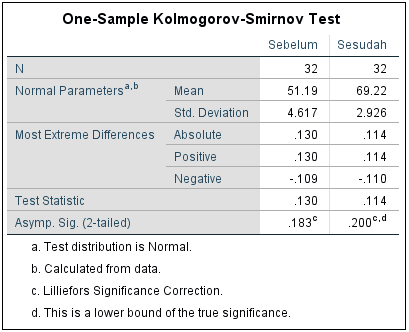 One-Sample Kolmogorov-Smirnov Test
Sebelum Sesudah
N 32 32
Normal Parametersa,b Mean 51.19 69.22
Std. Deviation 4.617 2.926
Most Extreme Differences Absolute .130 .114
Positive .130 .114
Negative -.109 -.110
Test Statistic .130 .114
Asymp. Sig. (2-tailed) .183c .200c,d
a. Test distribution is Normal.
b. Calculated from data.
c. Lilliefors Significance Correction.
d. This is a lower bound of the true significance.